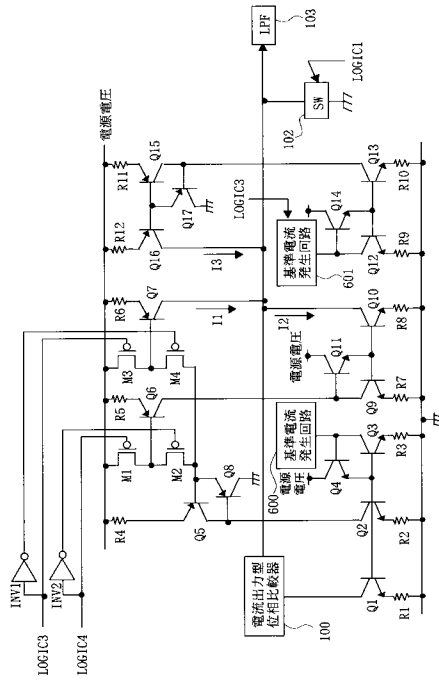 103
LPF
LOGIC1
SW
102
電源電圧
R11
Q15
Q17
LOGIC3
Q14
Q13
R10
R12
Q16
I3
基準電流
発生回路
601
Q12
R9
R6
Q7
I1
I2
Q10
R8
M3
M4
電源電圧
Q11
R5
Q6
Q9
R7
M1
M2
Q8
600
基準電流
発生回路
電源
電圧
Q4
Q3
R3
R4
Q5
Q2
R2
INV1
INV2
LOGIC3
LOGIC4
電流出力型
位相比較器
100
Q1
R1